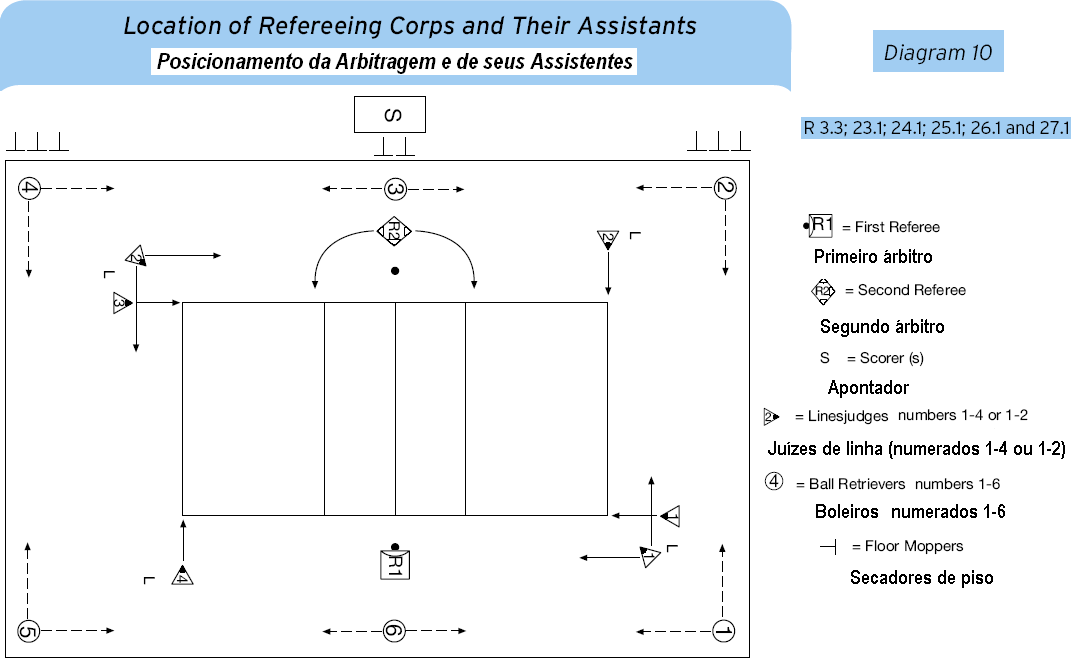 Location of Refereeing Corps and Their Assistants
Posicionamento da Arbitragem e de seus Assistentes
Diagram 10
R 3.3; 23.1; 24.1; 25.1; 26.1 and 27.1
S
4
3
2
R2
2
L
2
L
3
1
1
L
4
L
R1
5
6
1
R1 = First Referee
Primeiro árbitro
R2 = Second Referee
Segundo árbitro
S = Scorer (s)
Apontador
2 = Linesjudges numbers 1-4 or 1-2
Juízes de linha (numerados 1-4 ou 1-2)
4 = Ball Retrievers numbers 1-6
Boleiros numerados 1-6
= Floor Moppers
Secadores de piso